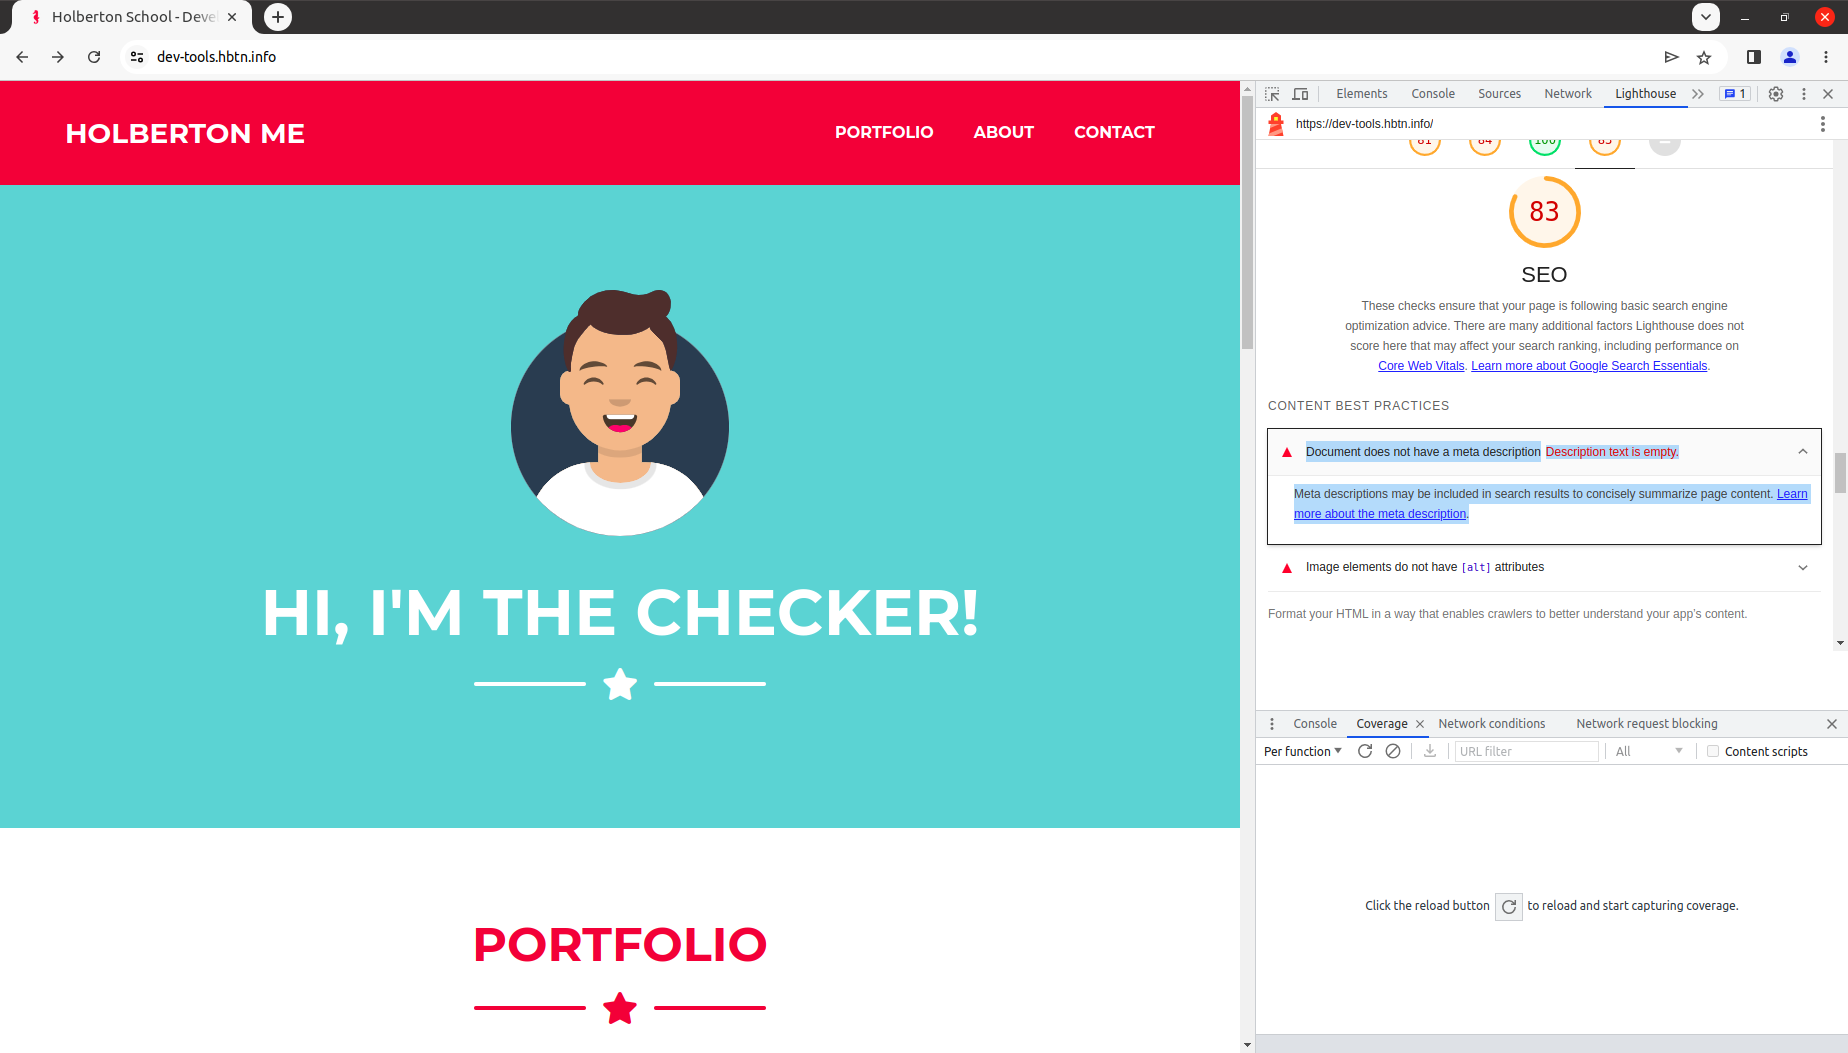 Holberton School - Deve
dev-tools.hbtn.info
HOLBERTON ME
PORTFOLIO
ABOUT
CONTACT
HI, I'M THE CHECKER!
PORTFOLIO
Elements
Console
Sources
Network
Lighthouse
1
https://dev-tools.hbtn.info/
81
84
100
83
83
SEO
These checks ensure that your page is following basic search engine
optimization advice. There are many additional factors Lighthouse does not
score here that may affect your search ranking, including performance on
Core Web Vitals. Learn more about Google Search Essentials.
CONTENT BEST PRACTICES
Document does not have a meta description Description text is empty.
Meta descriptions may be included in search results to concisely summarize page content. Learn
more about the meta description.
Image elements do not have [alt] attributes
Format your HTML in a way that enables crawlers to better understand your app's content.
Console
Coverage
Network conditions
Network request blocking
Per function
URL filter
All
Content scripts
Click the reload button to reload and start capturing coverage.